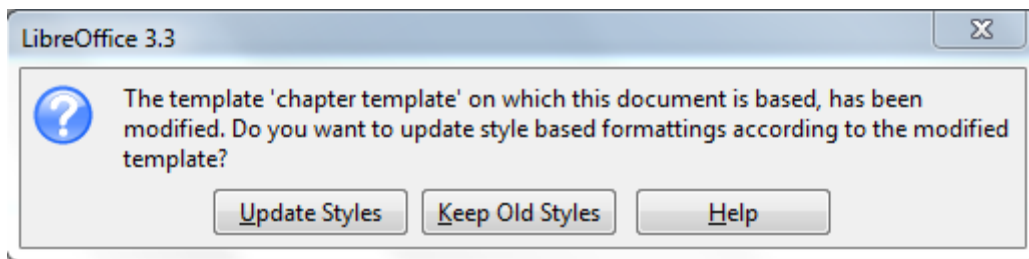 LibreOffice 3.3
The template 'chapter template' on which this document is based, has been
modified. Do you want to update style based formattings according to the modified
template?
Update Styles Keep Old Styles Help